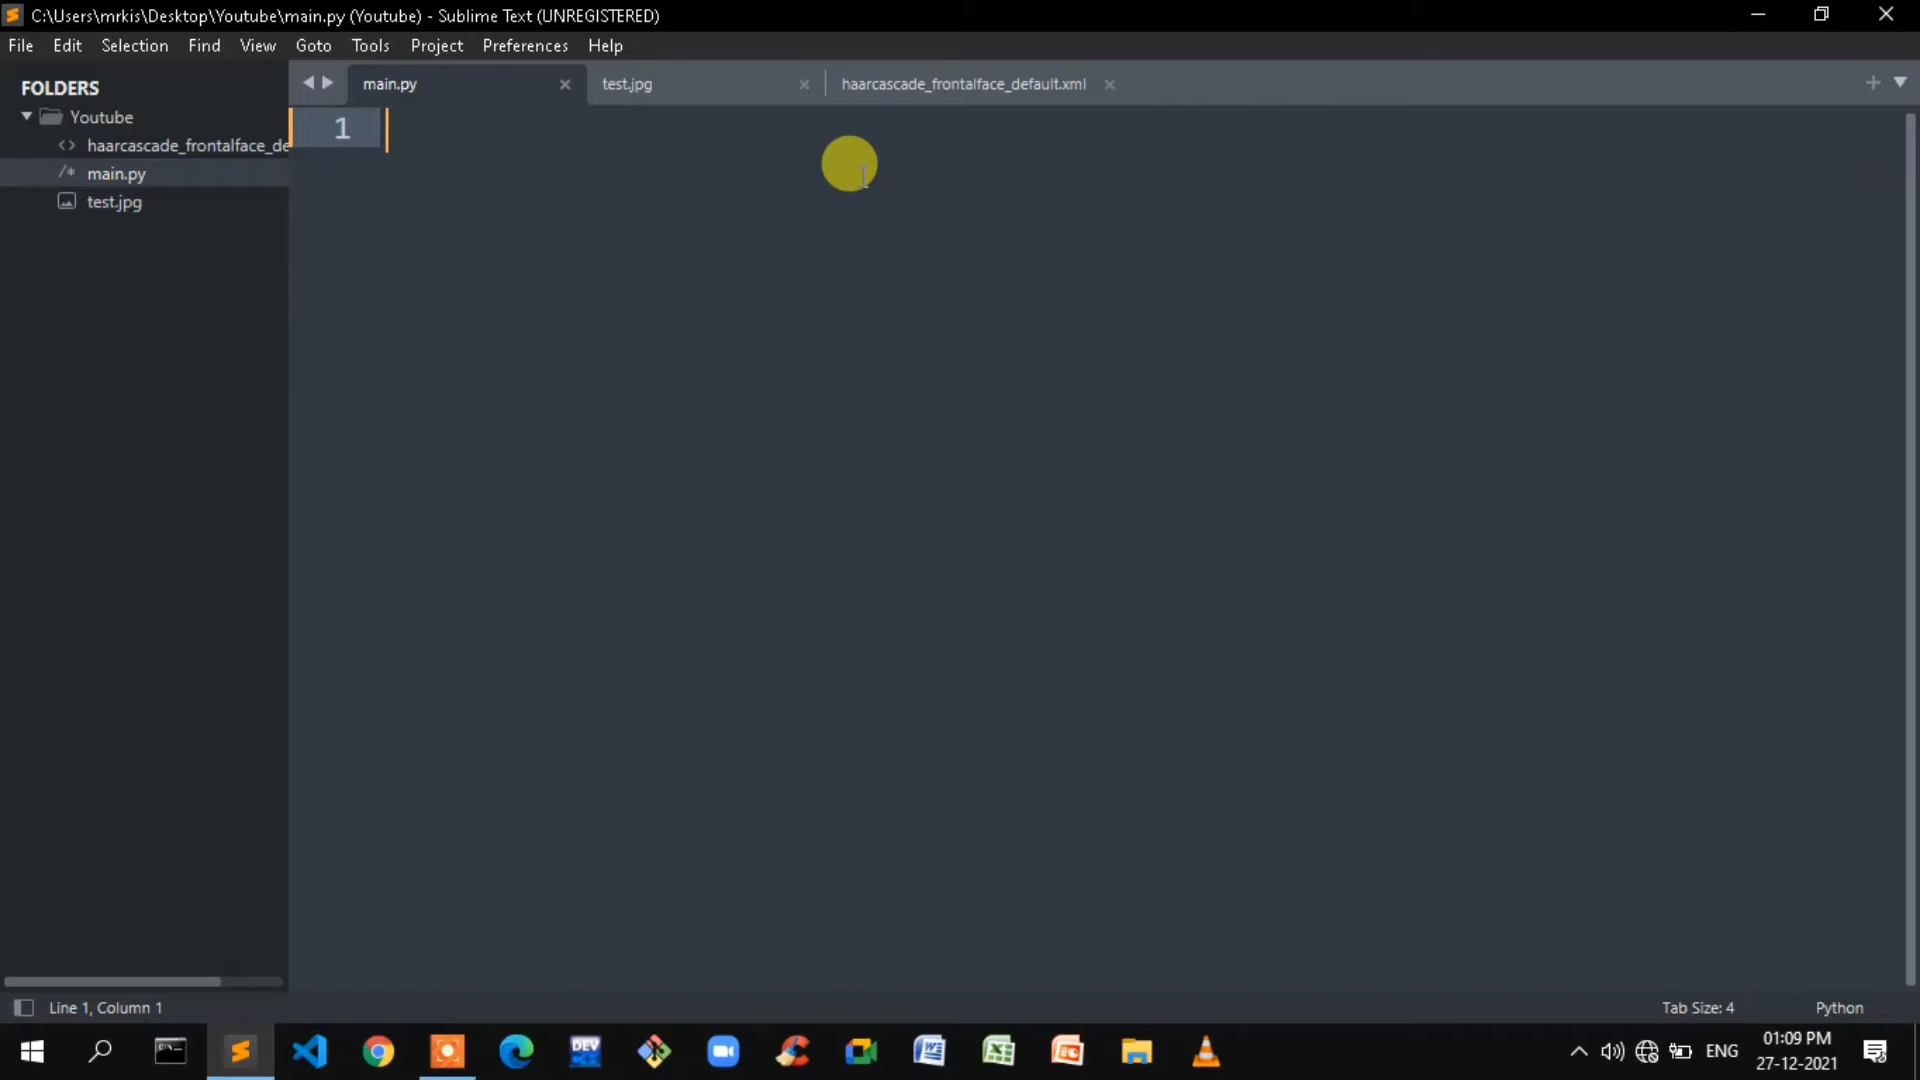 C:\Users\mrkis\Desktop\Youtube\main.py (Youtube) - Sublime Text (UNREGISTERED)
File Edit Selection Find View Goto Tools Project Preferences Help
FOLDERS
Youtube
haarcascade_frontalface_de
main.py
test.jpg
main.py test.jpg haarcascade_frontalface_default.xml
1
Line 1, Column 1 Tab Size: 4 Python
DEV
ENG
01:09 PM
27-12-2021